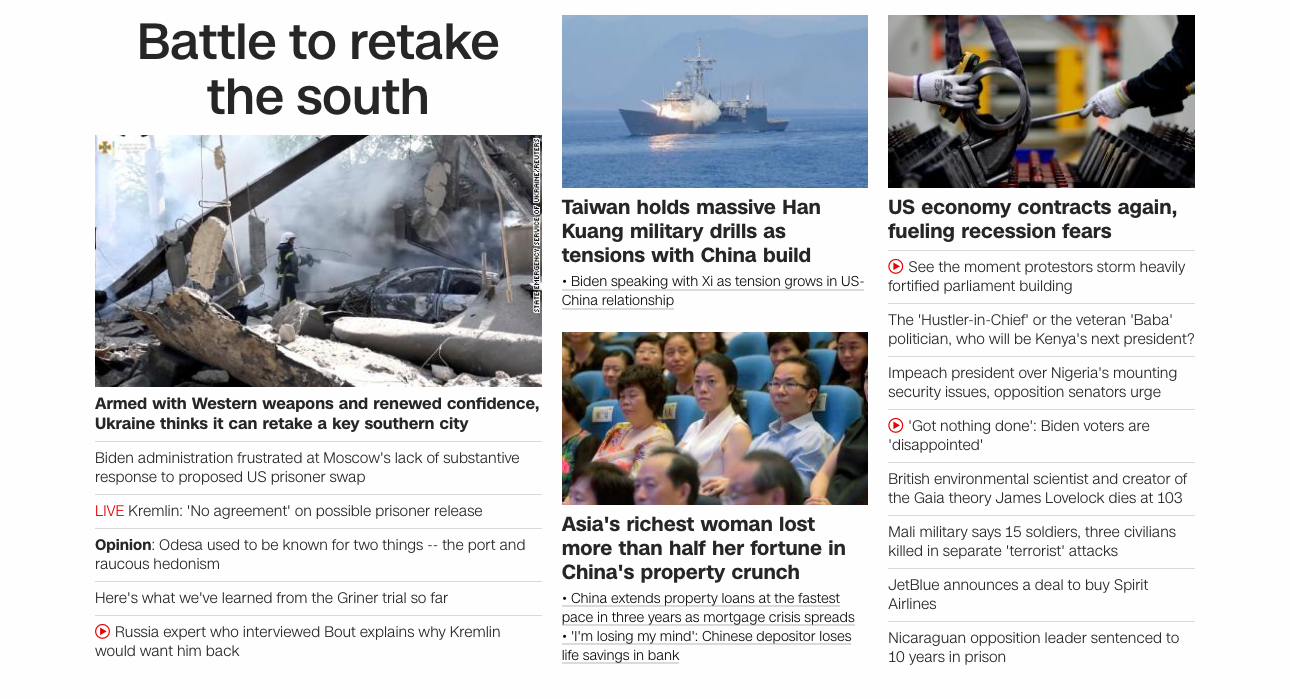 Battle to retake
the south
STATE EMERGENCY SERVICE OF UKRAINE/REUTERS
Armed with Western weapons and renewed confidence,
Ukraine thinks it can retake a key southern city
Biden administration frustrated at Moscow's lack of substantive
response to proposed US prisoner swap
LIVE Kremlin: 'No agreement' on possible prisoner release
Opinion: Odesa used to be known for two things -- the port and
raucous hedonism
Here's what we've learned from the Griner trial so far
Russia expert who interviewed Bout explains why Kremlin
would want him back
Taiwan holds massive Han
Kuang military drills as
tensions with China build
• Biden speaking with Xi as tension grows in US-
China relationship
Asia's richest woman lost
more than half her fortune in
China's property crunch
• China extends property loans at the fastest
pace in three years as mortgage crisis spreads
• 'I'm losing my mind': Chinese depositor loses
life savings in bank
US economy contracts again,
fueling recession fears
See the moment protestors storm heavily
fortified parliament building
The 'Hustler-in-Chief' or the veteran 'Baba'
politician, who will be Kenya's next president?
Impeach president over Nigeria's mounting
security issues, opposition senators urge
'Got nothing done': Biden voters are
'disappointed'
British environmental scientist and creator of
the Gaia theory James Lovelock dies at 103
Mali military says 15 soldiers, three civilians
killed in separate 'terrorist' attacks
JetBlue announces a deal to buy Spirit
Airlines
Nicaraguan opposition leader sentenced to
10 years in prison